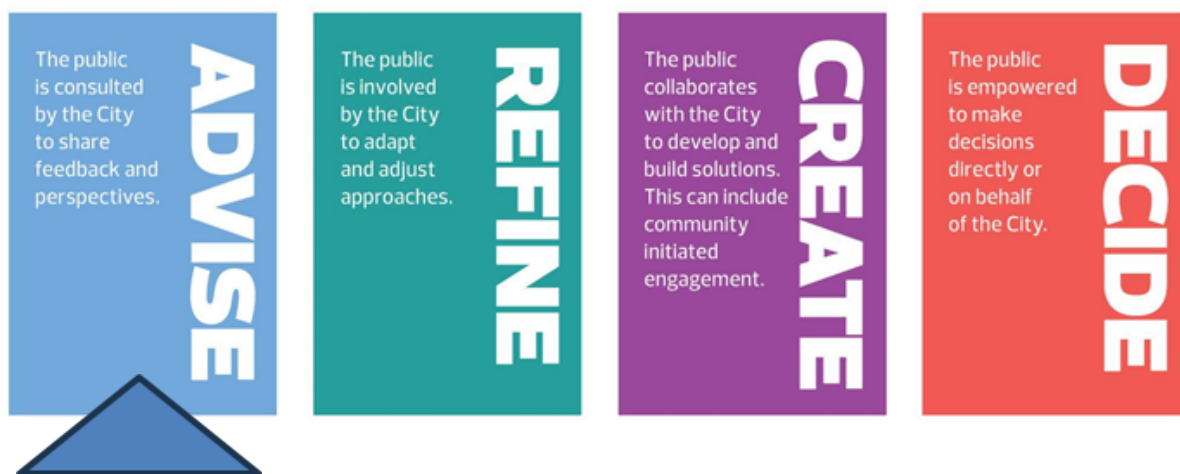 The public
is consulted
by the City
to share
feedback and
perspectives.
ADVISE
The public
is involved
by the City
to adapt
and adjust
approaches.
REFINE
The public
collaborates
with the City
to develop and
build solutions.
This can include
community
initiated
engagement.
CREATE
The public
is empowered
to make
decisions
directly or
on behalf
of the City.
DECIDE